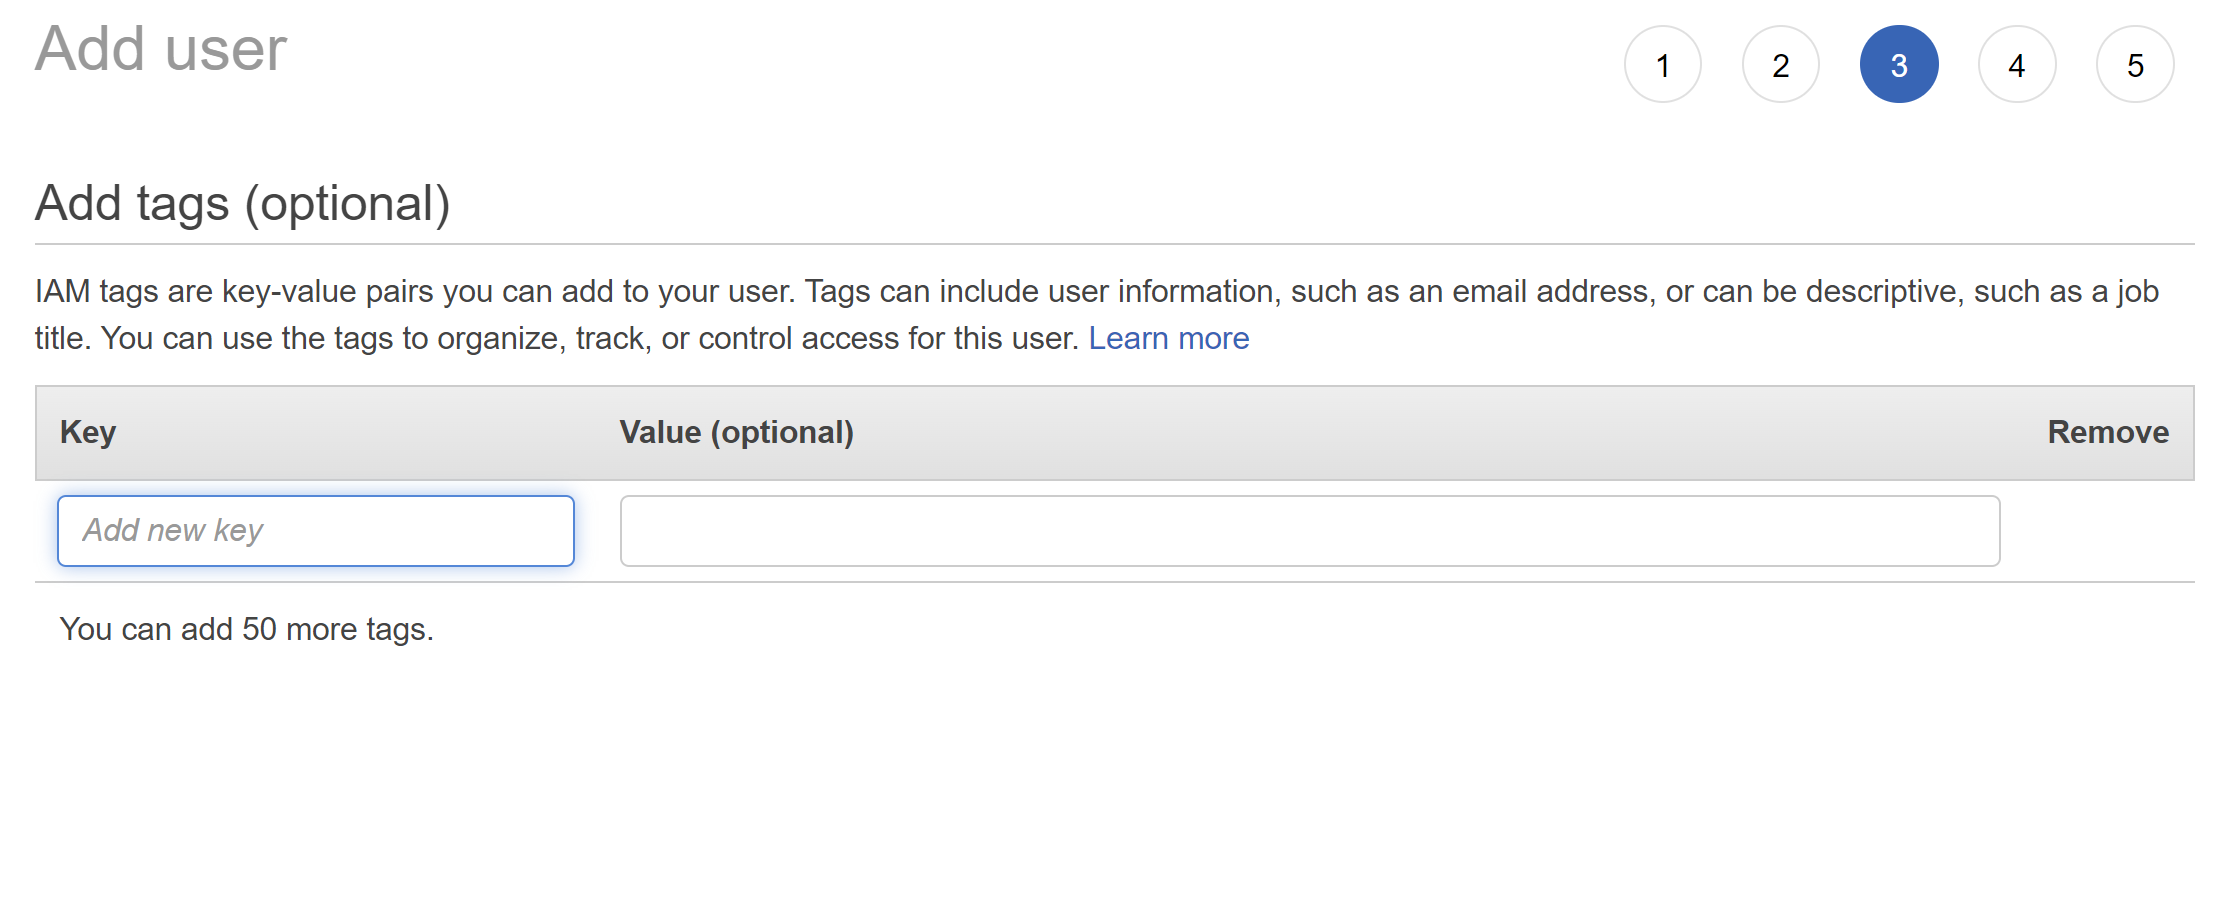 Add user
1 2 3 4 5
Add tags (optional)
IAM tags are key-value pairs you can add to your user. Tags can include user information, such as an email address, or can be descriptive, such as a job
title. You can use the tags to organize, track, or control access for this user. Learn more
Key Value (optional) Remove
Add new key
You can add 50 more tags.